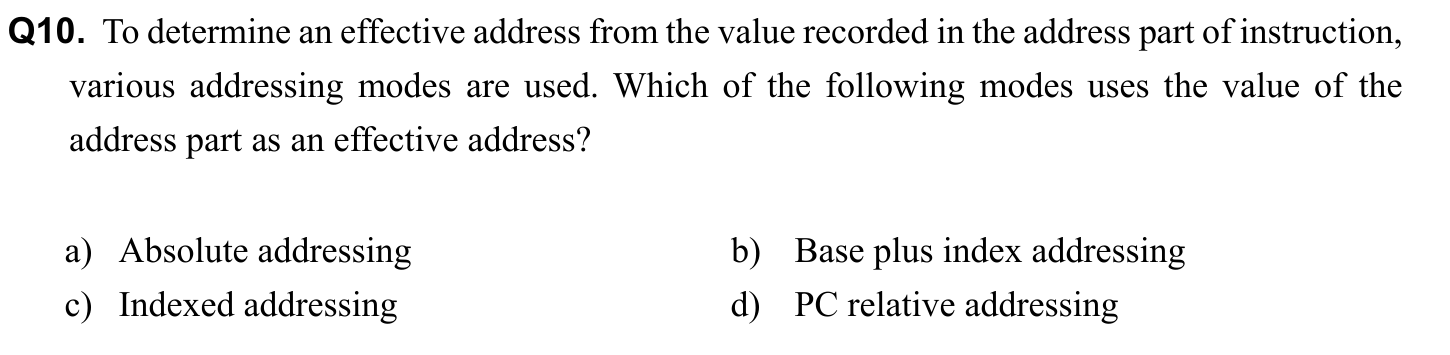 Q10. To determine an effective address from the value recorded in the address part of instruction,
various addressing modes are used. Which of the following modes uses the value of the
address part as an effective address?
a) Absolute addressing b) Base plus index addressing
c) Indexed addressing d) PC relative addressing